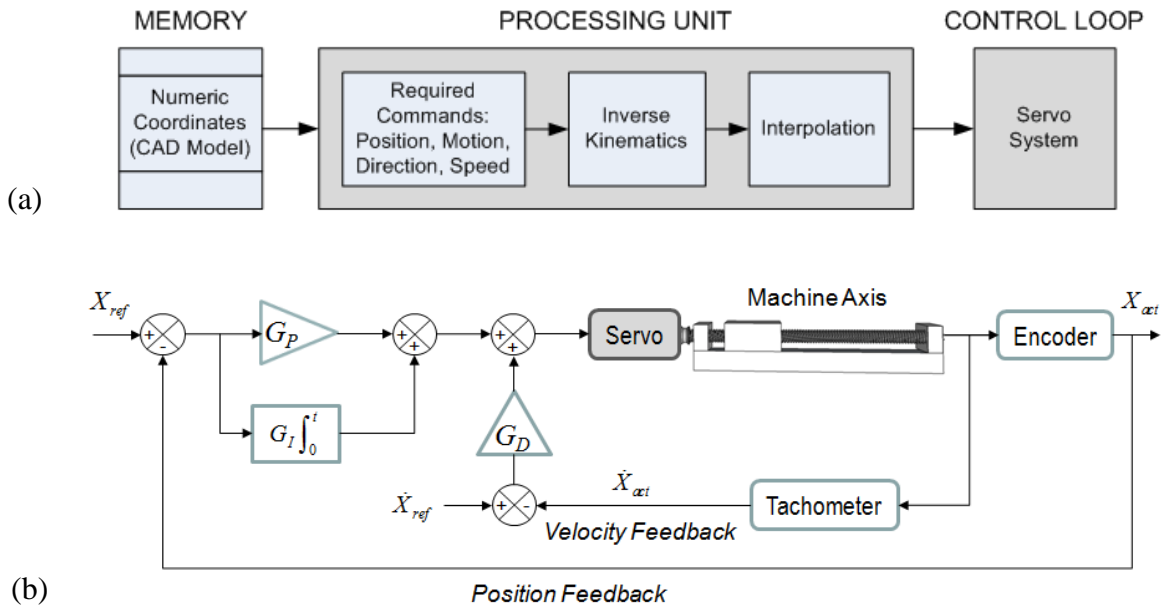 MEMORY
PROCESSING UNIT
CONTROL LOOP
Numeric
Coordinates
(CAD Model)
Required
Commands:
Position, Motion,
Direction, Speed
Inverse
Kinematics
Interpolation
Servo
System
(a)
X_ref
+
-
G_P
+
+
+
+
Servo
Machine Axis
Encoder
X_act
G_I ∫_0^t
G_D
Ẋ_ref
+
-
Ẋ_act
Tachometer
Velocity Feedback
Position Feedback
(b)